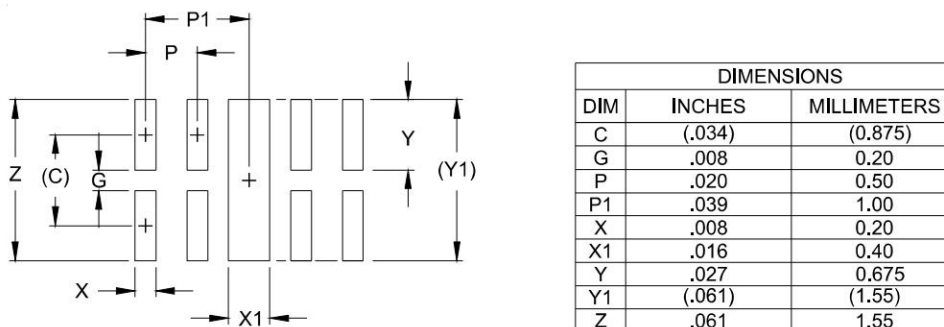 P1
P
Z
(C)
G
Y
(Y1)
X
X1
DIMENSIONS
DIM INCHES MILLIMETERS
C (.034) (0.875)
G .008 0.20
P .020 0.50
P1 .039 1.00
X .008 0.20
X1 .016 0.40
Y .027 0.675
Y1 (.061) (1.55)
Z .061 1.55